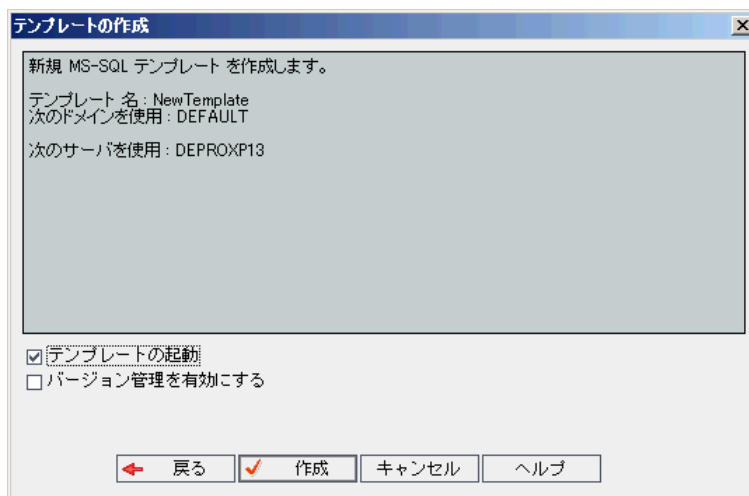 テンプレートの作成
新規 MS-SQL テンプレート を作成します。
テンプレート 名 : NewTemplate
次のドメインを使用 : DEFAULT
次のサーバを使用 : DEPROXP13
テンプレートの起動
バージョン管理を有効にする
戻る 作成 キャンセル ヘルプ